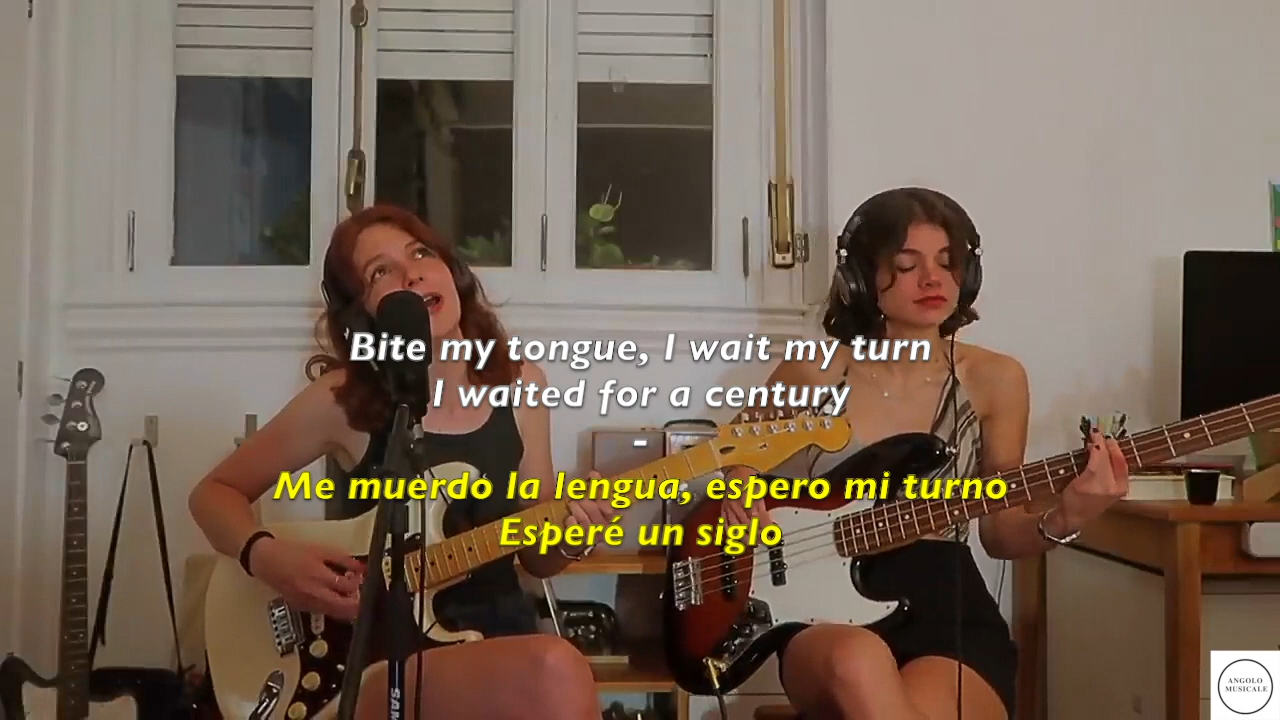 Bite my tongue, I wait my turn
I waited for a century
-
Me muerdo la lengua, espero mi turno
Esperé un siglo
SAM
ANGOLO
MUSICALE